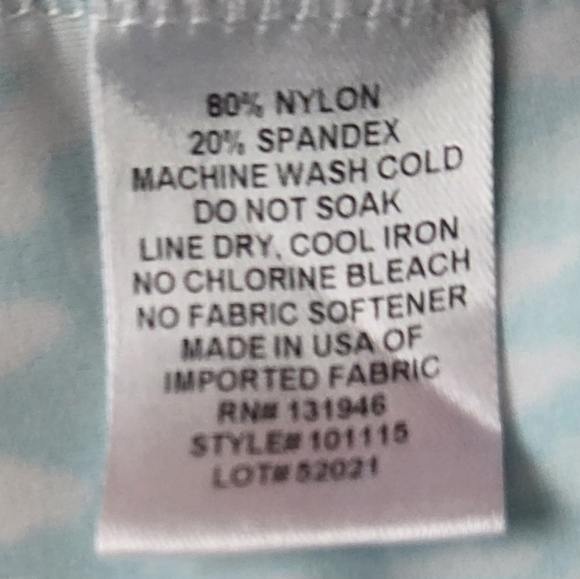 80% NYLON
20% SPANDEX
MACHINE WASH COLD
DO NOT SOAK
LINE DRY, COOL IRON
NO CHLORINE BLEACH
NO FABRIC SOFTENER
MADE IN USA OF
IMPORTED FABRIC
RN# 131946
STYLE# 101115
LOT# 52021